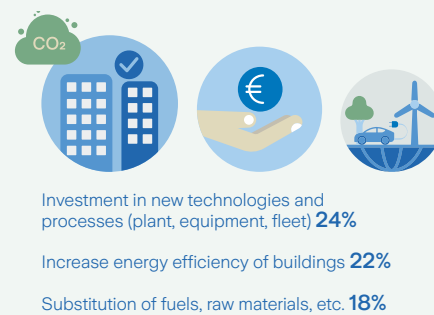 CO₂
€
Investment in new technologies and
processes (plant, equipment, fleet) 24%
Increase energy efficiency of buildings 22%
Substitution of fuels, raw materials, etc. 18%